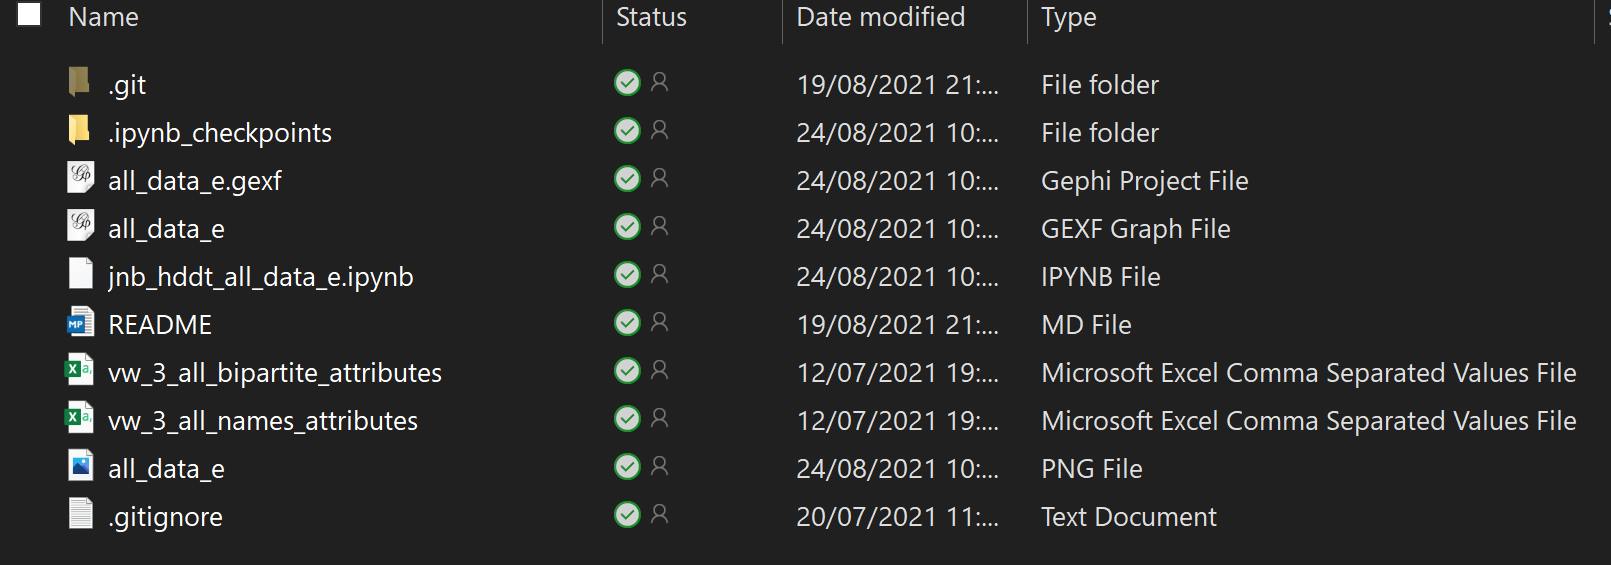 Name Status Date modified Type
.git 19/08/2021 21:... File folder
.ipynb_checkpoints 24/08/2021 10:... File folder
all_data_e.gexf 24/08/2021 10:... Gephi Project File
all_data_e 24/08/2021 10:... GEXF Graph File
jnb_hddt_all_data_e.ipynb 24/08/2021 10:... IPYNB File
README 19/08/2021 21:... MD File
vw_3_all_bipartite_attributes 12/07/2021 19:... Microsoft Excel Comma Separated Values File
vw_3_all_names_attributes 12/07/2021 19:... Microsoft Excel Comma Separated Values File
all_data_e 24/08/2021 10:... PNG File
.gitignore 20/07/2021 11:... Text Document